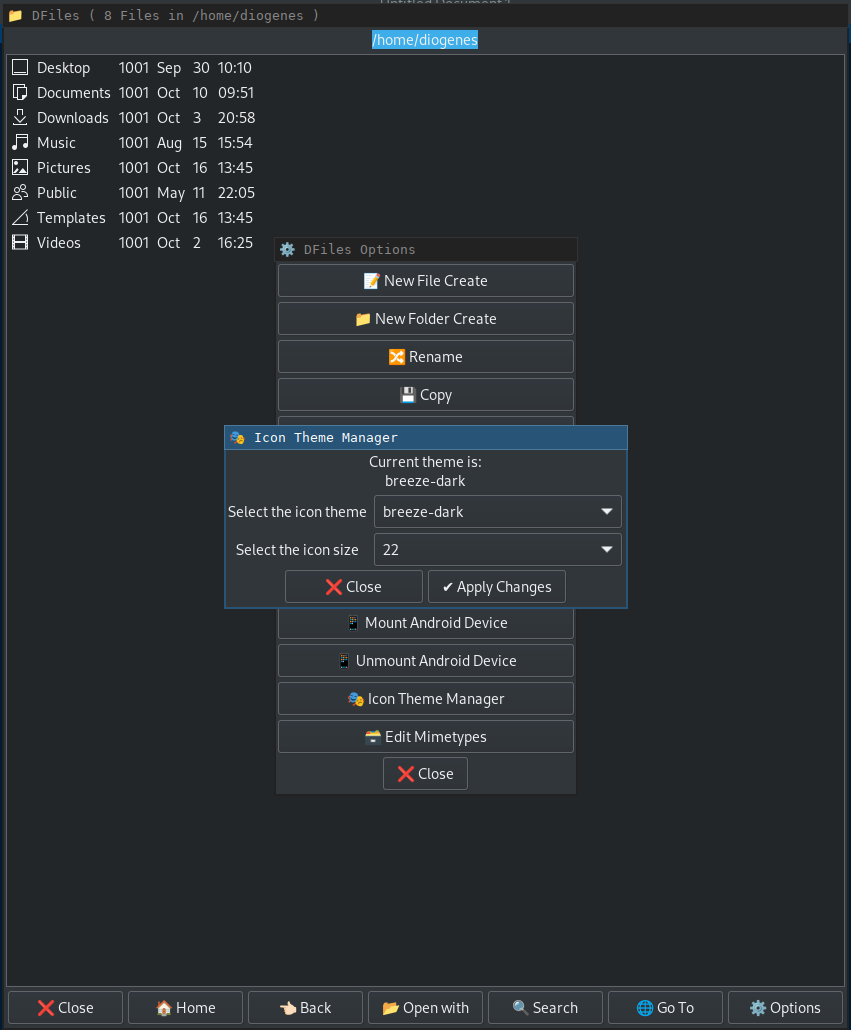 DFiles ( 8 Files in /home/diogenes )
/home/diogenes
Desktop 1001 Sep 30 10:10
Documents 1001 Oct 10 09:51
Downloads 1001 Oct 3 20:58
Music 1001 Aug 15 15:54
Pictures 1001 Oct 16 13:45
Public 1001 May 11 22:05
Templates 1001 Oct 16 13:45
Videos 1001 Oct 2 16:25
DFiles Options
New File Create
New Folder Create
Rename
Copy
Icon Theme Manager
Current theme is:
breeze-dark
Select the icon theme breeze-dark
Select the icon size 22
Close Apply Changes
Mount Android Device
Unmount Android Device
Icon Theme Manager
Edit Mimetypes
Close
Close Home Back Open with Search Go To Options